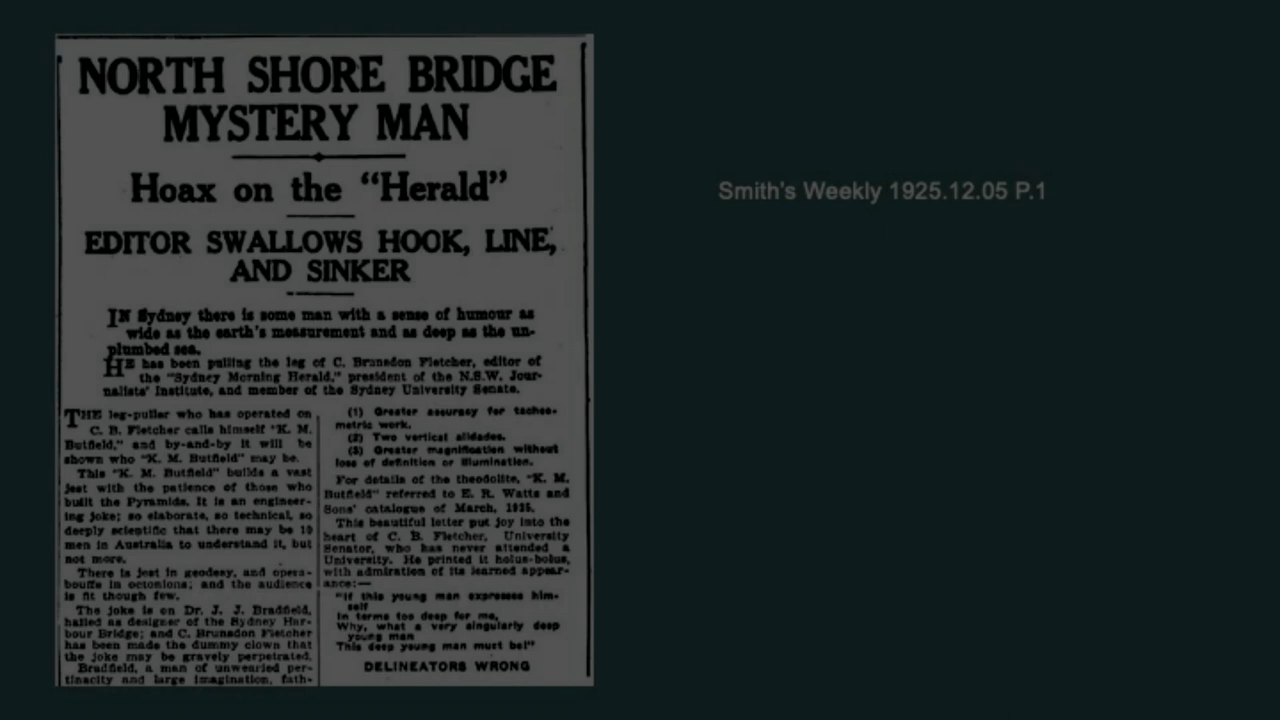 NORTH SHORE BRIDGE
MYSTERY MAN
Hoax on the "Herald"
EDITOR SWALLOWS HOOK, LINE,
AND SINKER
IN Sydney there is some man with a sense of humour as
wide as the earth's measurement and as deep as the un-
plumbed sea.
HE has been pulling the leg of C. Brunsdon Fletcher, editor of
the "Sydney Morning Herald," president of the N.S.W. Jour-
nalists' Institute, and member of the Sydney University Senate.
THE leg-puller who has operated on
C. B. Fletcher calls himself "K. M.
Butfield," and by-and-by it will be
shown who "K. M. Butfield" may be.
This "K. M. Butfield" builds a vast
jest with the patience of those who
built the Pyramids. It is an engineer-
ing joke; so elaborate, so technical, so
deeply scientific that there may be 10
men in Australia to understand it, but
not more.
There is jest in geodesy, and opera-
bouffe in octonions; and the audience
is fit though few.
The joke is on Dr. J. J. Bradfield,
hailed as designer of the Sydney Har-
bour Bridge; and C. Brunsdon Fletcher
has been made the dummy clown that
the joke may be gravely perpetrated.
Bradfield, a man of unwearied per-
tinacity and large imagination, fath-
(1) Greater accuracy for tacheo-
metric work.
(2) Two vertical alidades.
(3) Greater magnification without
loss of definition or illumination.
For details of the theodolite, "K. M.
Butfield" referred to E. R. Watts and
Sons' catalogue of March, 1925.
This beautiful letter put joy into the
heart of C. B. Fletcher, University
Senator, who has never attended a
University. He printed it holus-bolus,
with admiration of its learned appear-
ance:—
"If this young man expresses him-
self
In terms too deep for me,
Why, what a very singularly deep
young man
This deep young man must be!"
DELINEATORS WRONG
Smith's Weekly 1925.12.05 P.1